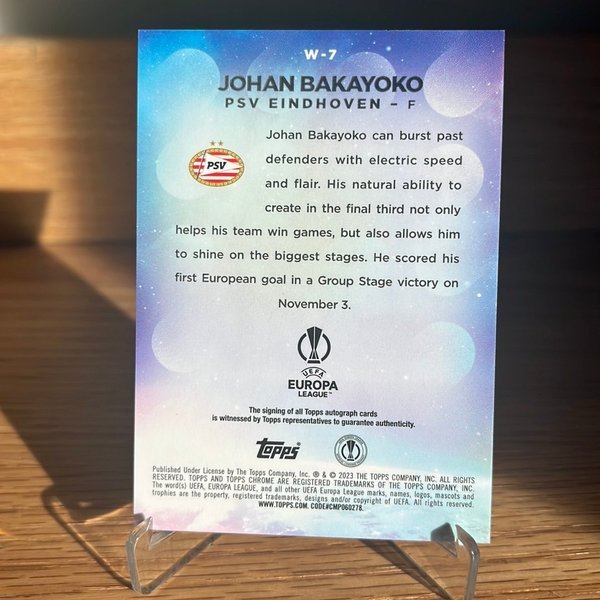 W-7
JOHAN BAKAYOKO
PSV EINDHOVEN - F
PSV
Johan Bakayoko can burst past
defenders with electric speed
and flair. His natural ability to
create in the final third not only
helps his team win games, but also allows him
to shine on the biggest stages. He scored his
first European goal in a Group Stage victory on
November 3.
UEFA
EUROPA
LEAGUE™
The signing of all Topps autograph cards
is witnessed by Topps representatives to guarantee authenticity.
Topps®
Published Under License by The Topps Company, Inc. ® & © 2023 THE TOPPS COMPANY, INC. ALL RIGHTS
RESERVED. TOPPS AND TOPPS CHROME ARE REGISTERED TRADEMARKS OF THE TOPPS COMPANY, INC.
The word(s) UEFA, EUROPA LEAGUE, and all other UEFA Europa League marks, names, logos, mascots and
trophies are the property, registered trademarks, designs and/or copyright of UEFA. All rights reserved.
WWW.TOPPS.COM. CODE#CMP060278.